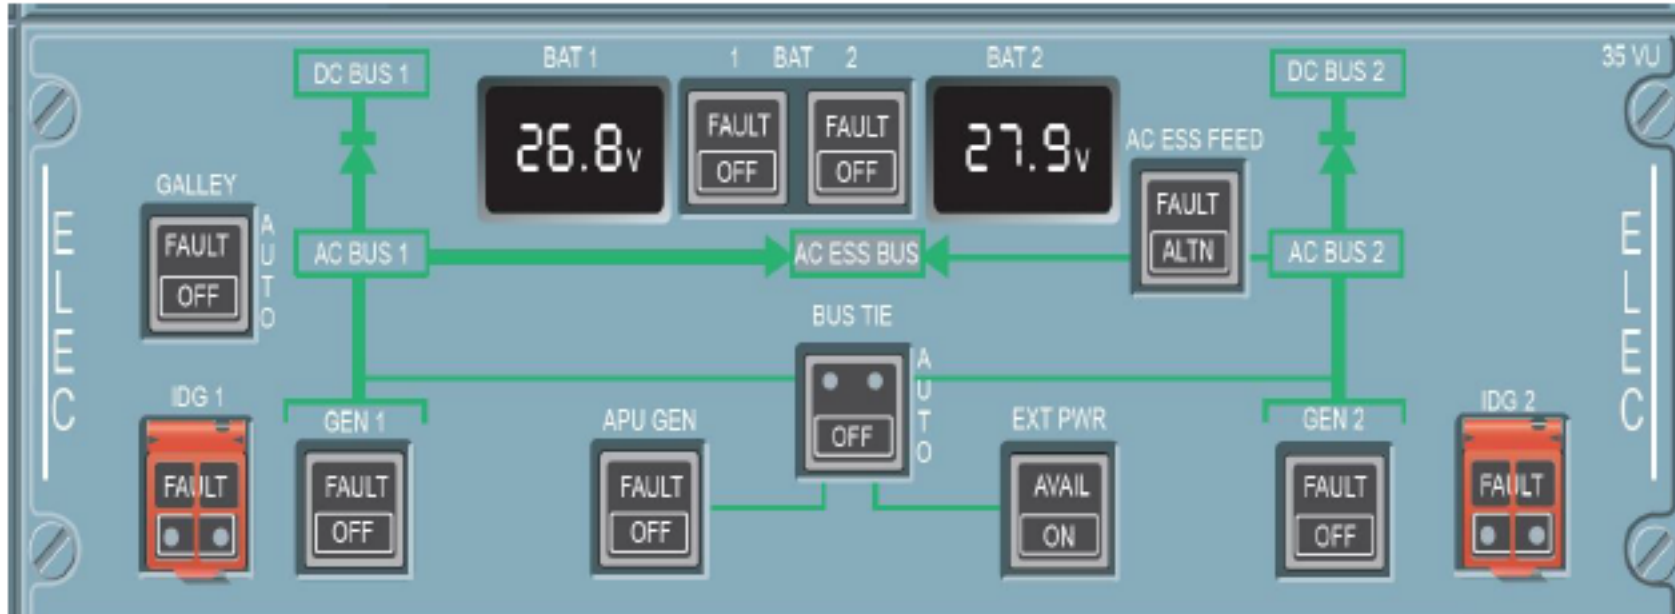 BAT 1
1 BAT 2
BAT 2
35 VU
DC BUS 1
26.8V
FAULT
OFF
FAULT
OFF
27.9V
DC BUS 2
AC ESS FEED
FAULT
ALTN
GALLEY
FAULT
OFF
AUTO
ELEC
AC BUS 1
AC ESS BUS
AC BUS 2
ELEC
BUS TIE
OFF
AUTO
IDG 1
FAULT
GEN 1
FAULT
OFF
APU GEN
FAULT
OFF
EXT PWR
AVAIL
ON
GEN 2
FAULT
OFF
IDG 2
FAULT